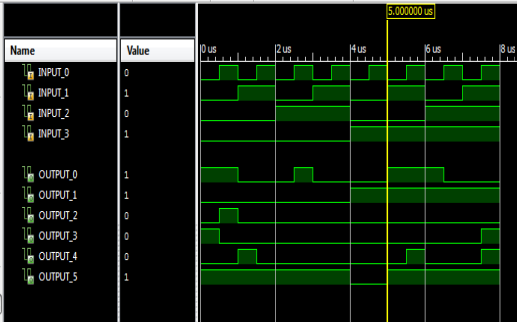 5.000000 us
Name Value
0 us 2 us 4 us 6 us 8 us
INPUT_0 0
INPUT_1 1
INPUT_2 0
INPUT_3 1
OUTPUT_0 1
OUTPUT_1 1
OUTPUT_2 0
OUTPUT_3 0
OUTPUT_4 0
OUTPUT_5 1